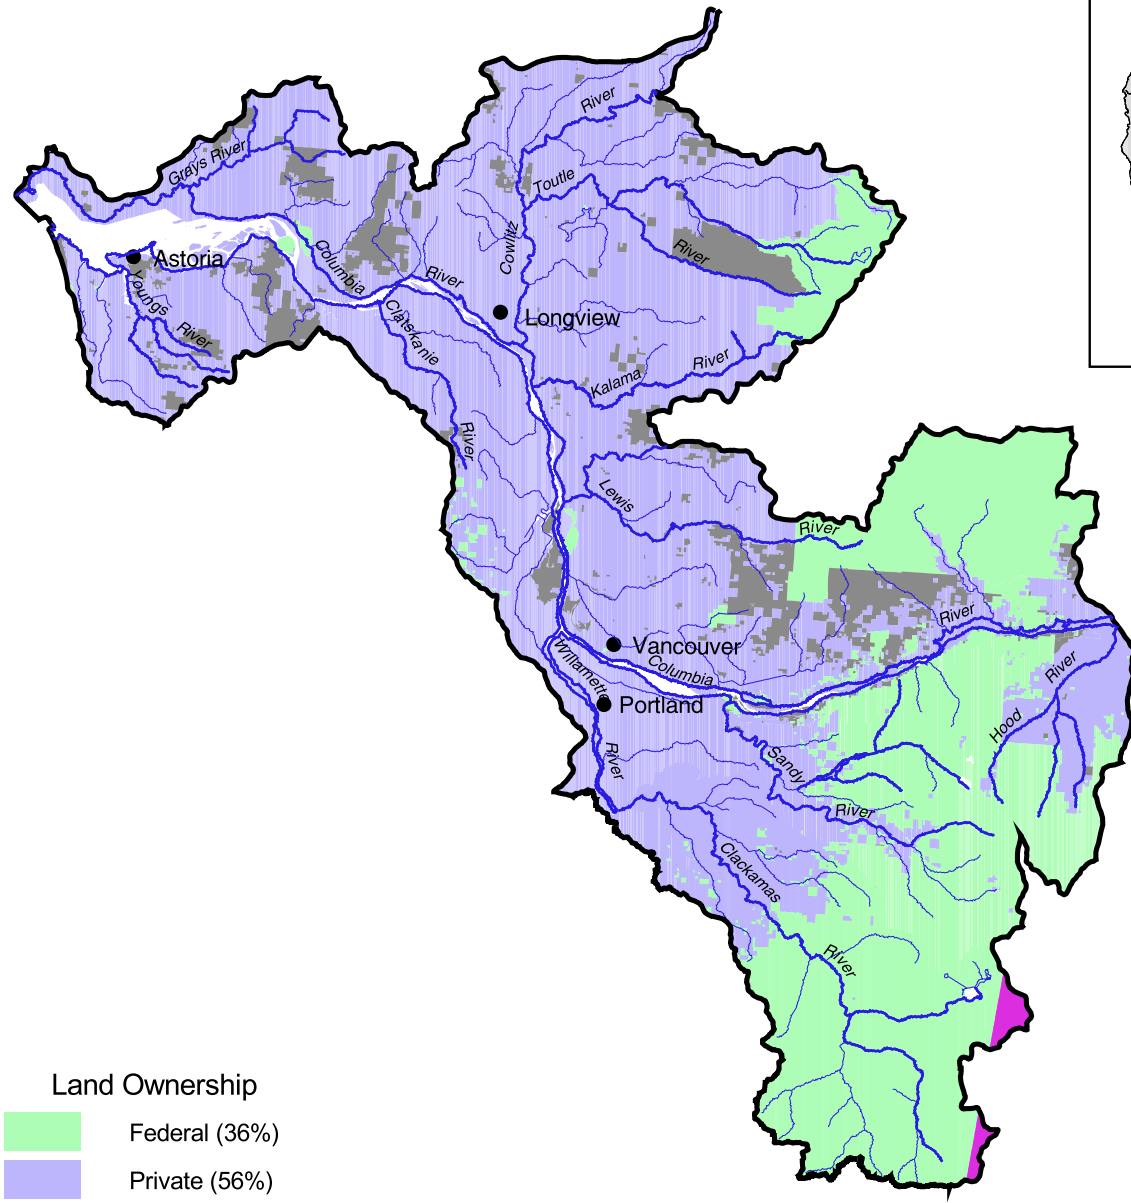 River
Grays River
Toutle
Cowlitz
River
Astoria
Columbia
River
Youngs
River
Longview
Clatskanie
River
Kalama
River
Lewis
River
River
Vancouver
Columbia
Willamette
Portland
River
River
Hood
Sandy
River
Clackamas
River
Land Ownership
Federal (36%)
Private (56%)